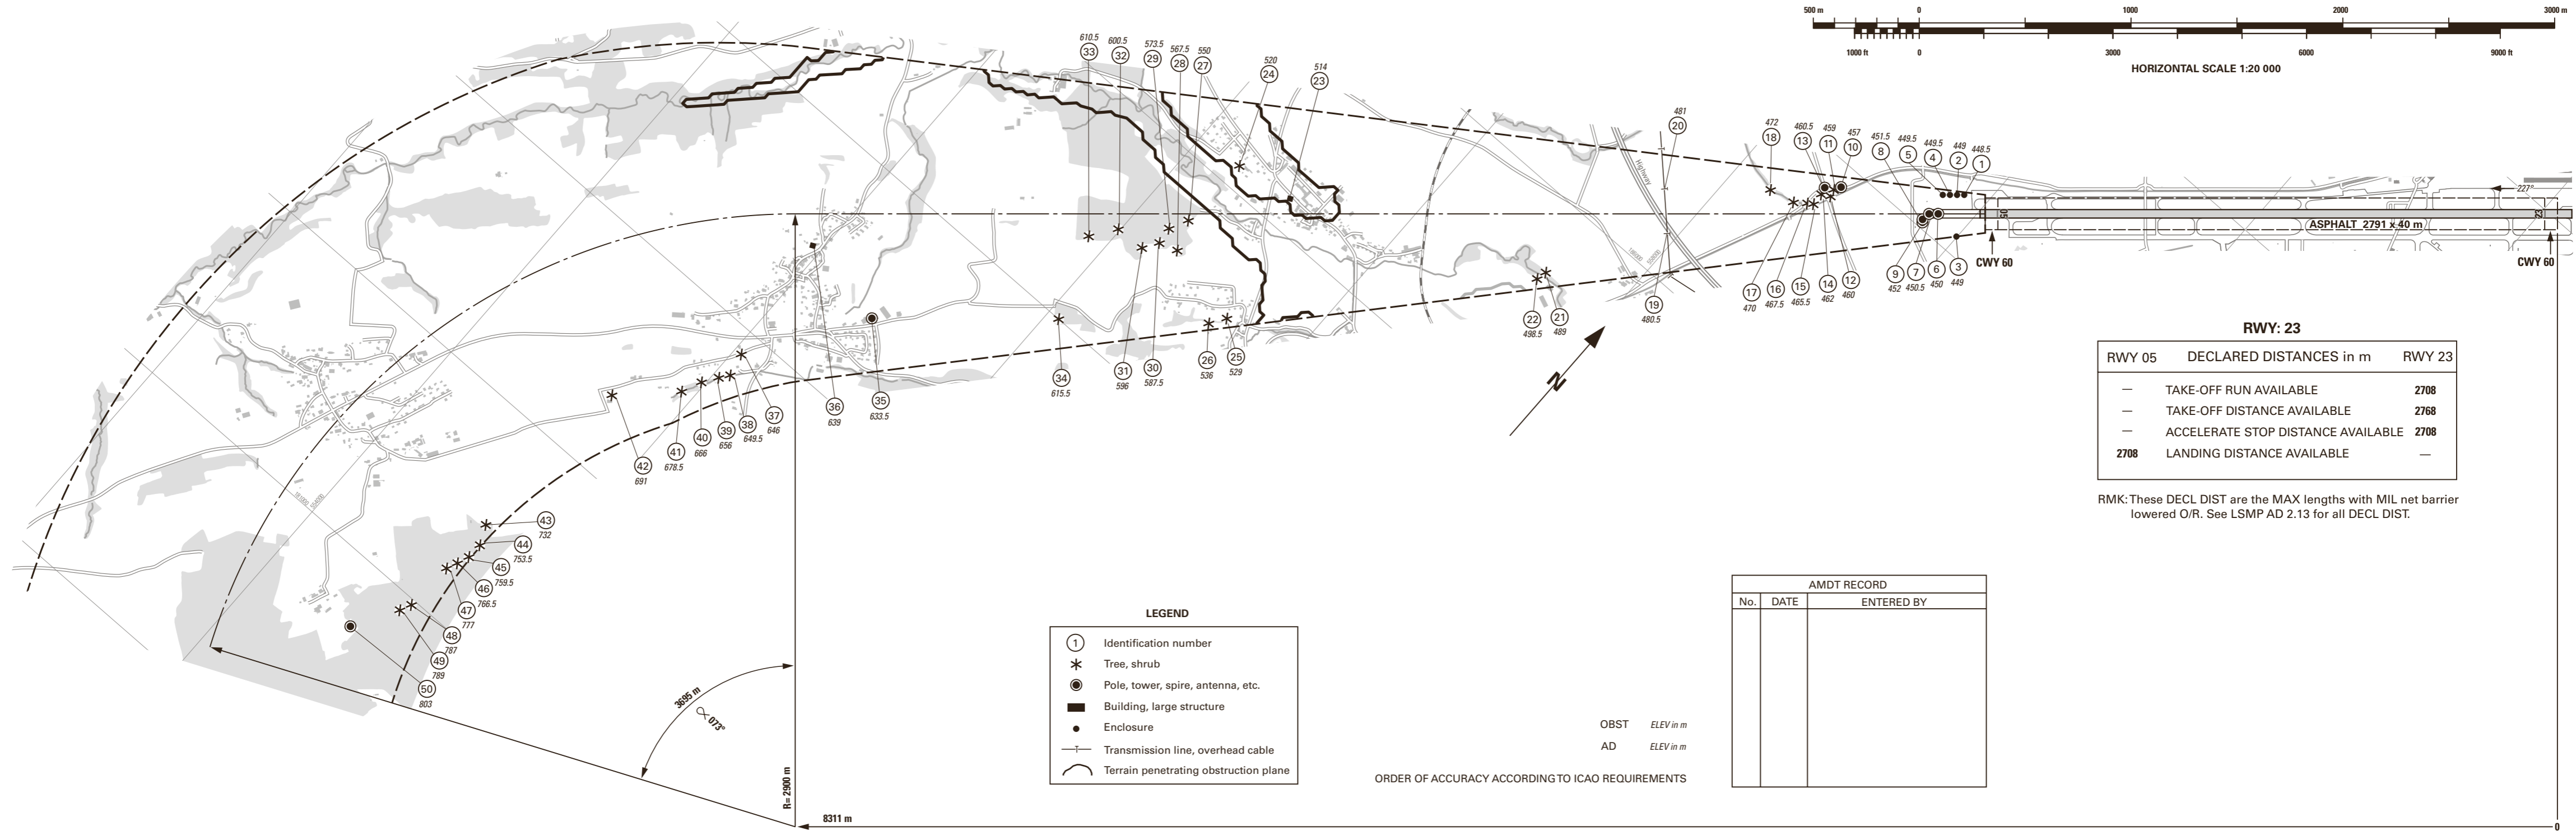 500 m 0 1000 2000 3000 m
1000 ft 0 3000 6000 9000 ft
HORIZONTAL SCALE 1:20 000
610.5 600.5 573.5 567.5 550
33 32 29 28 27
520
24
514
23
481
20
472 460.5 459 457 451.5 449.5 449.5 449 448.5
18 13 11 10 8 5 4 2 1
Highway
227°
05
23
ASPHALT 2791 x 40 m
CWY 60
CWY 60
17 16 15 14 12 9 7 6 3
470 467.5 465.5 462 460 452 450.5 450 449
19
480.5
22 21
498.5 489
N
34
615.5
31 30
596 587.5
26 25
536 529
36
639
35
633.5
42 41 40 39 38 37
691 678.5 666 656 649.5 646
43
732
44
753.5
45
759.5
46
766.5
47
777
48
787
49
789
50
803
3695 m
∝ 073°
R= 2900 m
8311 m
0
RWY: 23
RWY 05 DECLARED DISTANCES in m RWY 23
— TAKE-OFF RUN AVAILABLE 2708
— TAKE-OFF DISTANCE AVAILABLE 2768
— ACCELERATE STOP DISTANCE AVAILABLE 2708
2708 LANDING DISTANCE AVAILABLE —
RMK: These DECL DIST are the MAX lengths with MIL net barrier
lowered O/R. See LSMP AD 2.13 for all DECL DIST.
LEGEND
1 Identification number
Tree, shrub
Pole, tower, spire, antenna, etc.
Building, large structure
Enclosure
Transmission line, overhead cable
Terrain penetrating obstruction plane
OBST ELEV in m
AD ELEV in m
ORDER OF ACCURACY ACCORDING TO ICAO REQUIREMENTS
AMDT RECORD
No. DATE ENTERED BY